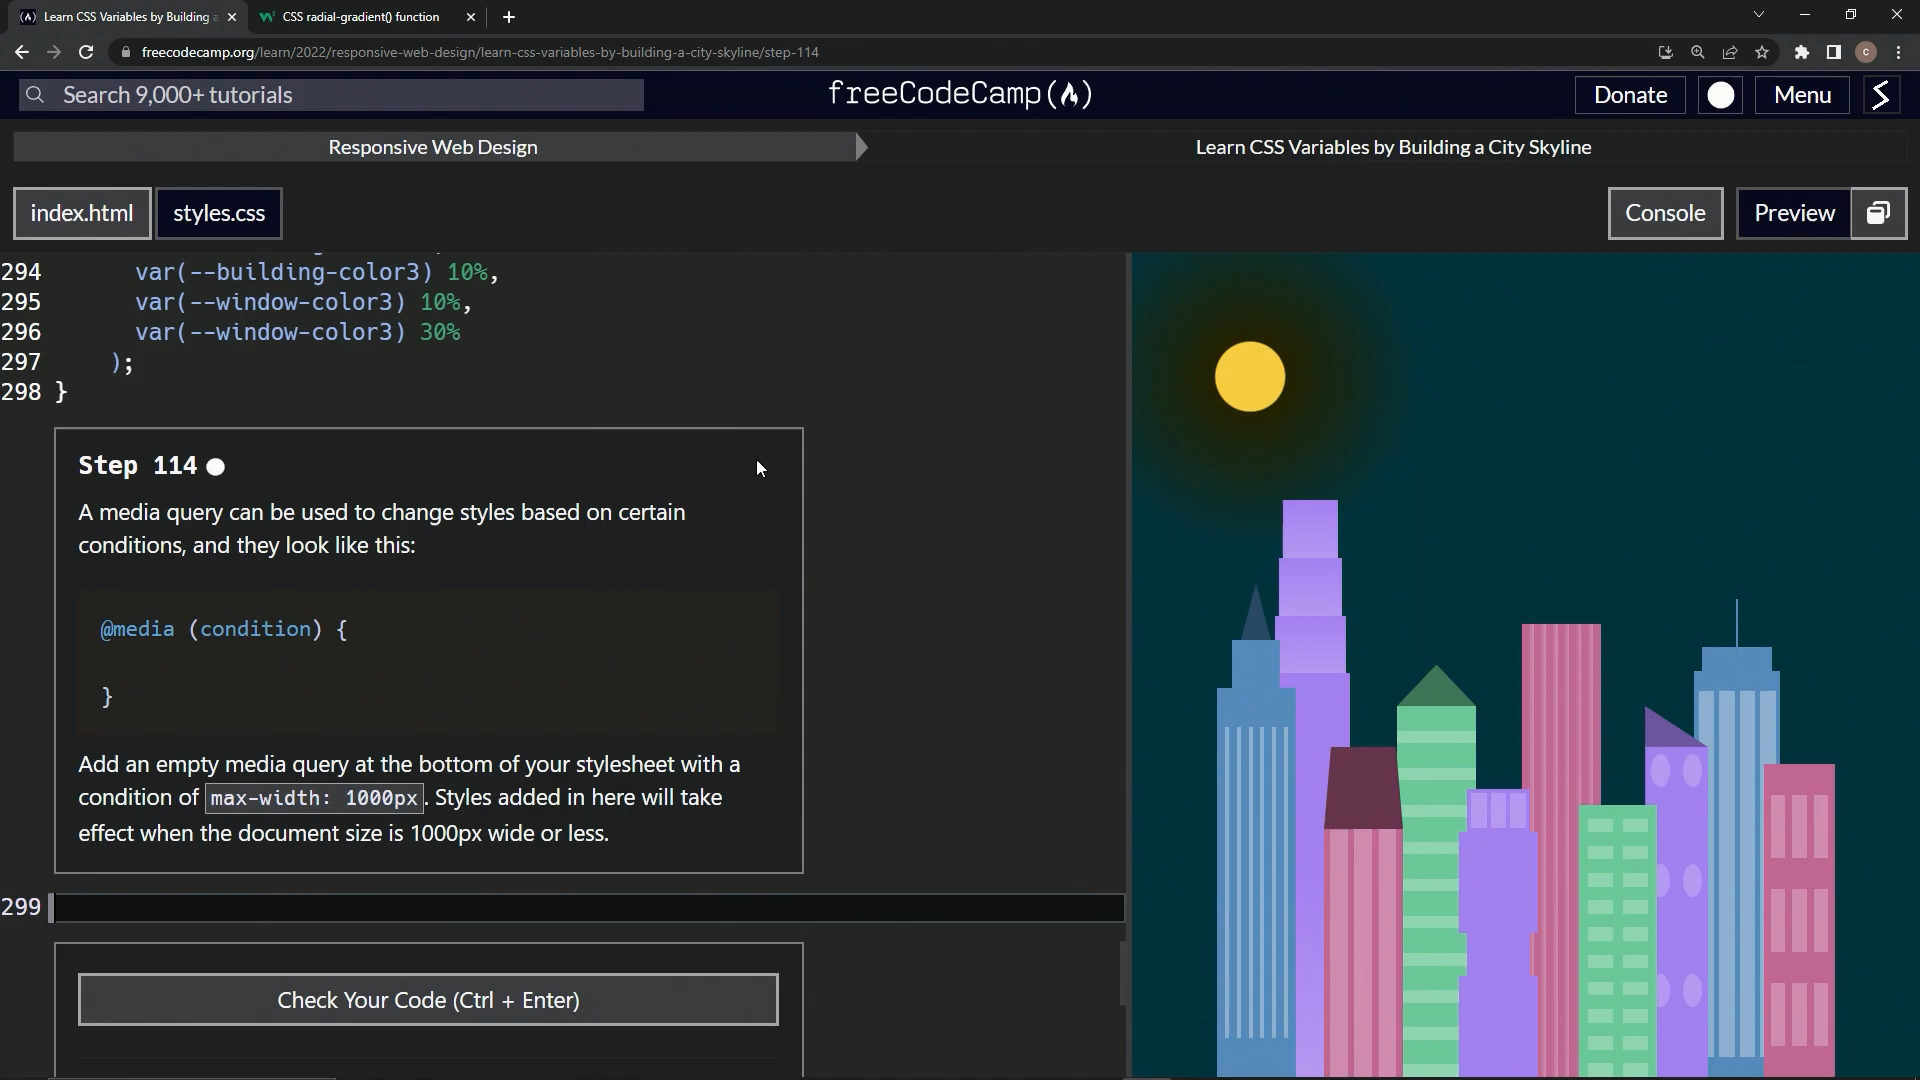 Learn CSS Variables by Building a
CSS radial-gradient() function
freecodecamp.org/learn/2022/responsive-web-design/learn-css-variables-by-building-a-city-skyline/step-114
C
Search 9,000+ tutorials
freeCodeCamp
Donate
Menu
Responsive Web Design
Learn CSS Variables by Building a City Skyline
index.html
styles.css
Console
Preview
294 var(--building-color3) 10%,
295 var(--window-color3) 10%,
296 var(--window-color3) 30%
297 );
298 }
Step 114
A media query can be used to change styles based on certain
conditions, and they look like this:
@media (condition) {
}
Add an empty media query at the bottom of your stylesheet with a
condition of max-width: 1000px. Styles added in here will take
effect when the document size is 1000px wide or less.
299
Check Your Code (Ctrl + Enter)